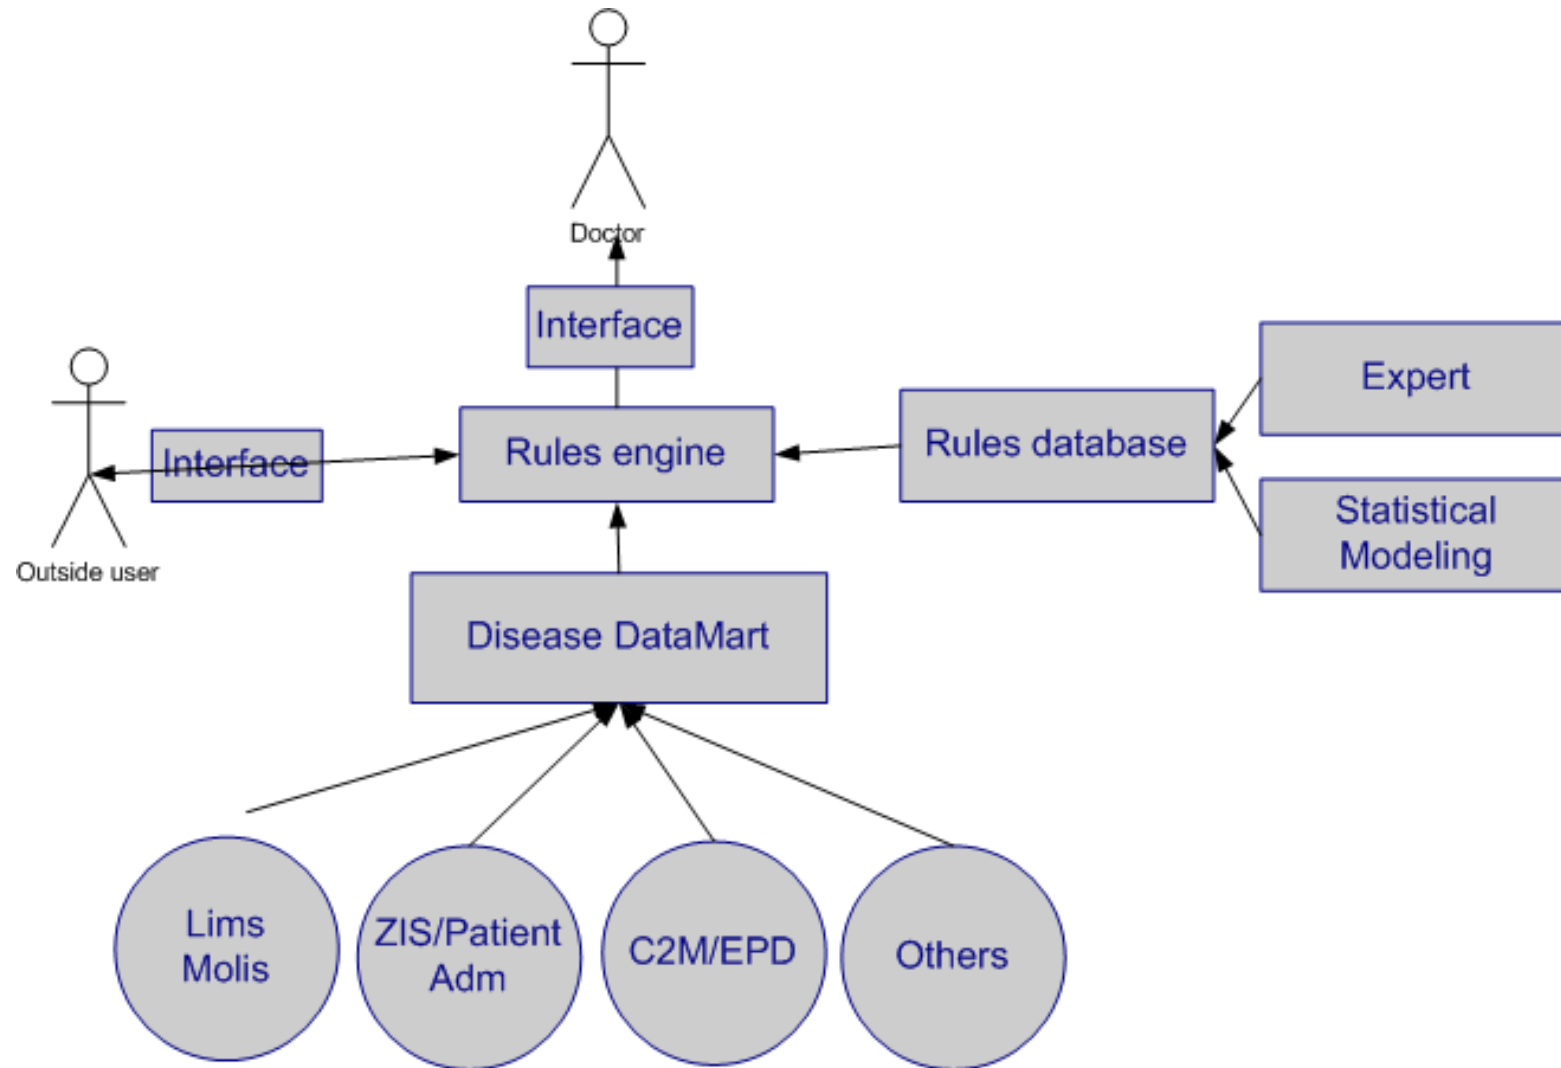 Doctor
Interface
Outside user
Interface
Rules engine
Rules database
Expert
Statistical
Modeling
Disease DataMart
Lims
Molis
ZIS/Patient
Adm
C2M/EPD
Others